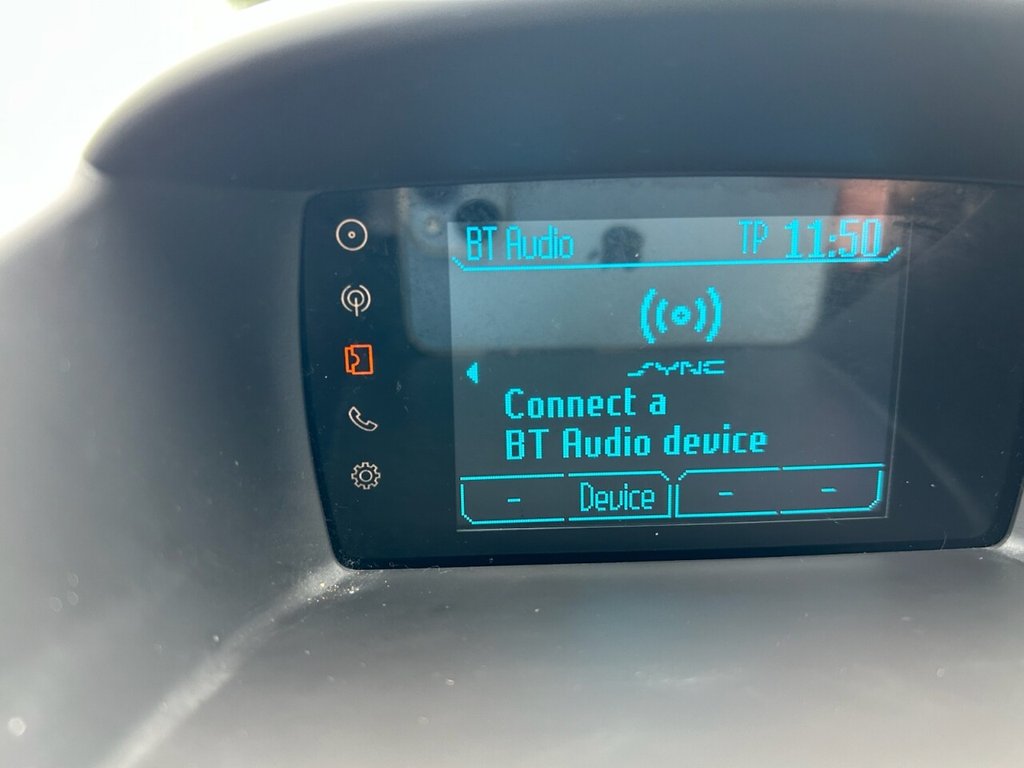 BT Audio TP 11:50
SYNC
Connect a
BT Audio device
- Device - -